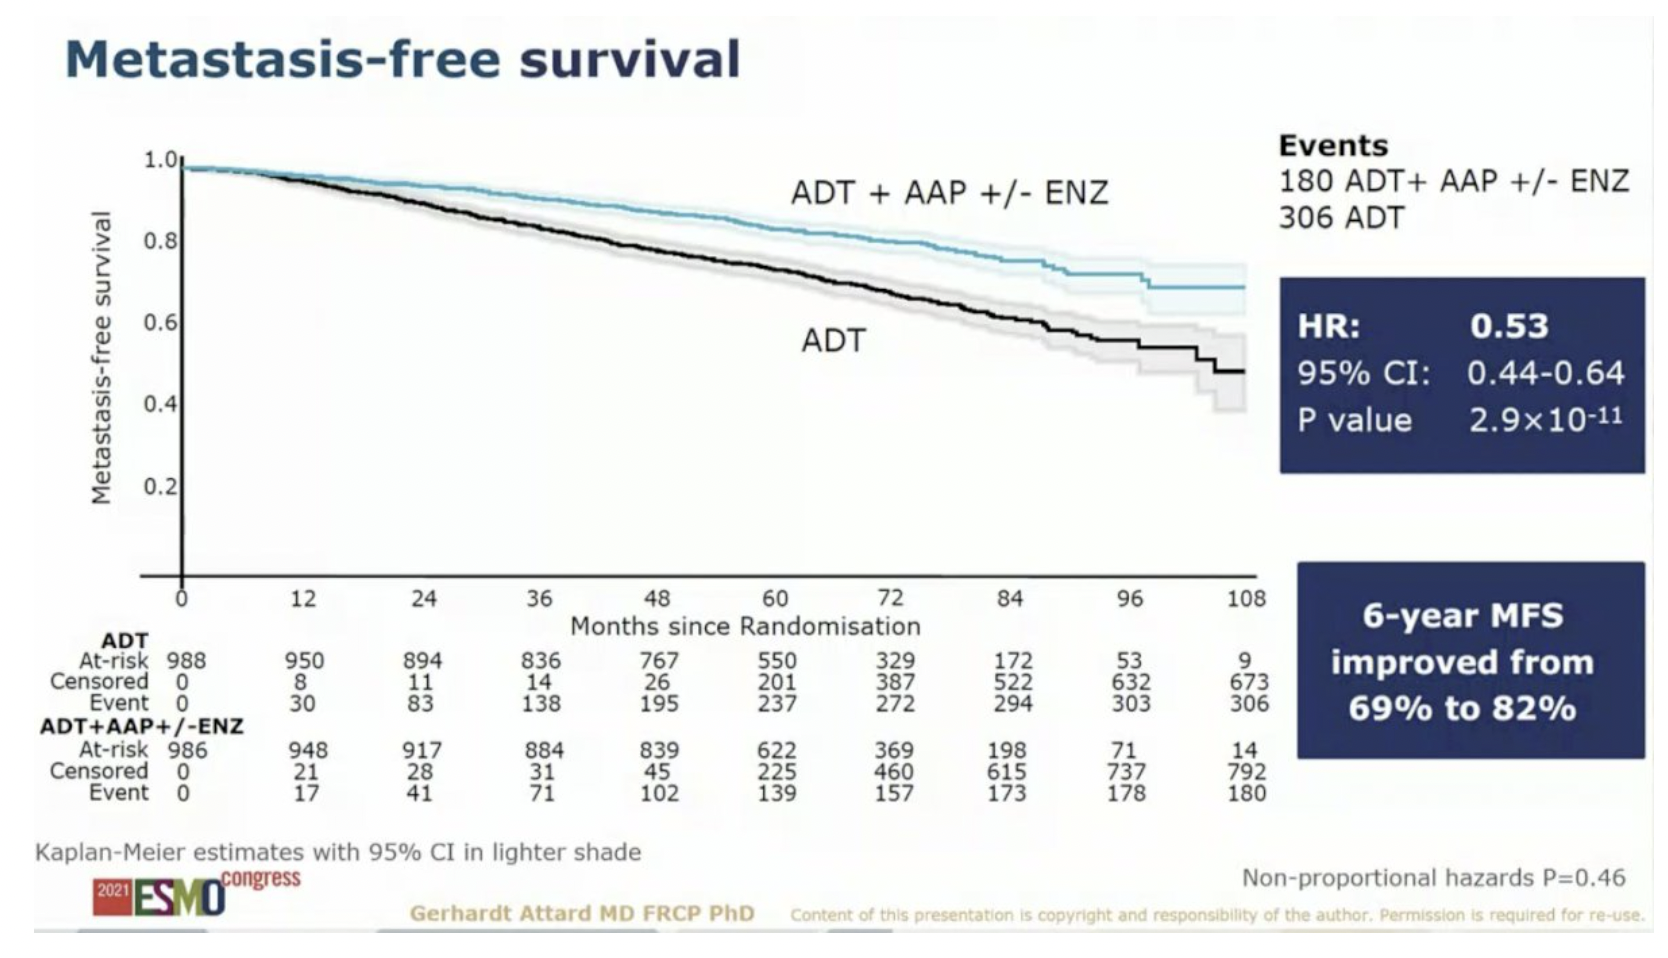 Metastasis-free survival
Metastasis-free survival
1.0
0.8
0.6
0.4
0.2
ADT + AAP +/- ENZ
ADT
0 12 24 36 48 60 72 84 96 108
Months since Randomisation
ADT
At-risk 988 950 894 836 767 550 329 172 53 9
Censored 0 8 11 14 26 201 387 522 632 673
Event 0 30 83 138 195 237 272 294 303 306
ADT+AAP+/-ENZ
At-risk 986 948 917 884 839 622 369 198 71 14
Censored 0 21 28 31 45 225 460 615 737 792
Event 0 17 41 71 102 139 157 173 178 180
Events
180 ADT+ AAP +/- ENZ
306 ADT
HR: 0.53
95% CI: 0.44-0.64
P value 2.9×10⁻¹¹
6-year MFS
improved from
69% to 82%
Kaplan-Meier estimates with 95% CI in lighter shade
Non-proportional hazards P=0.46
2021 ESMO congress
Gerhardt Attard MD FRCP PhD
Content of this presentation is copyright and responsibility of the author. Permission is required for re-use.